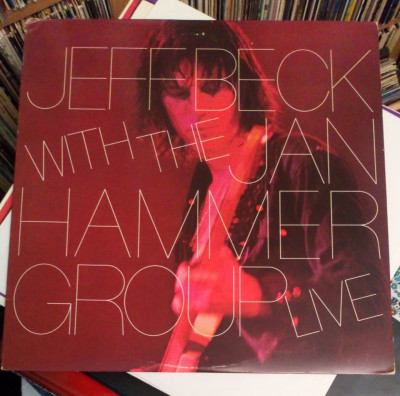 JEFF BECK
WITH THE JAN
HAMMER
GROUP LIVE